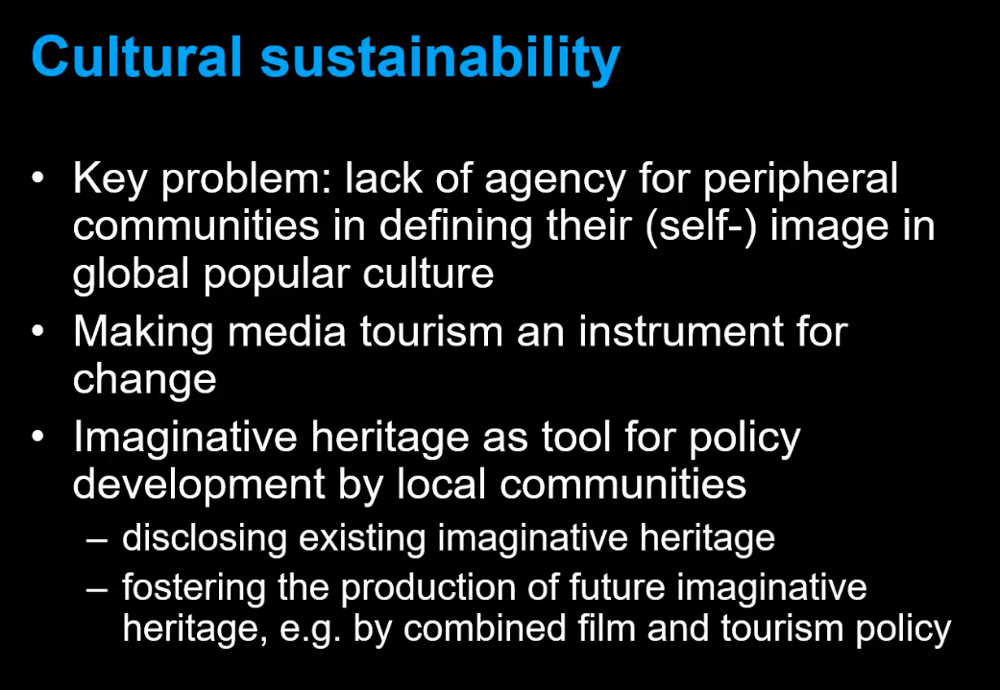 Cultural sustainability
• Key problem: lack of agency for peripheral
communities in defining their (self-) image in
global popular culture
• Making media tourism an instrument for
change
• Imaginative heritage as tool for policy
development by local communities
– disclosing existing imaginative heritage
– fostering the production of future imaginative
heritage, e.g. by combined film and tourism policy